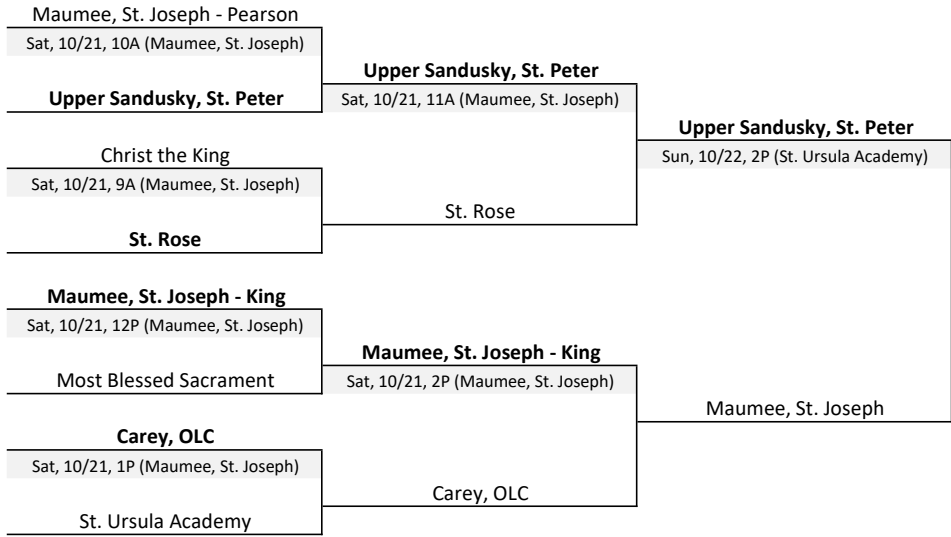 Maumee, St. Joseph - Pearson
Sat, 10/21, 10A (Maumee, St. Joseph)
Upper Sandusky, St. Peter
Upper Sandusky, St. Peter
Sat, 10/21, 11A (Maumee, St. Joseph)
Upper Sandusky, St. Peter
Christ the King
Sun, 10/22, 2P (St. Ursula Academy)
Sat, 10/21, 9A (Maumee, St. Joseph)
St. Rose
St. Rose
Maumee, St. Joseph - King
Sat, 10/21, 12P (Maumee, St. Joseph)
Maumee, St. Joseph - King
Most Blessed Sacrament
Sat, 10/21, 2P (Maumee, St. Joseph)
Maumee, St. Joseph
Carey, OLC
Sat, 10/21, 1P (Maumee, St. Joseph)
Carey, OLC
St. Ursula Academy